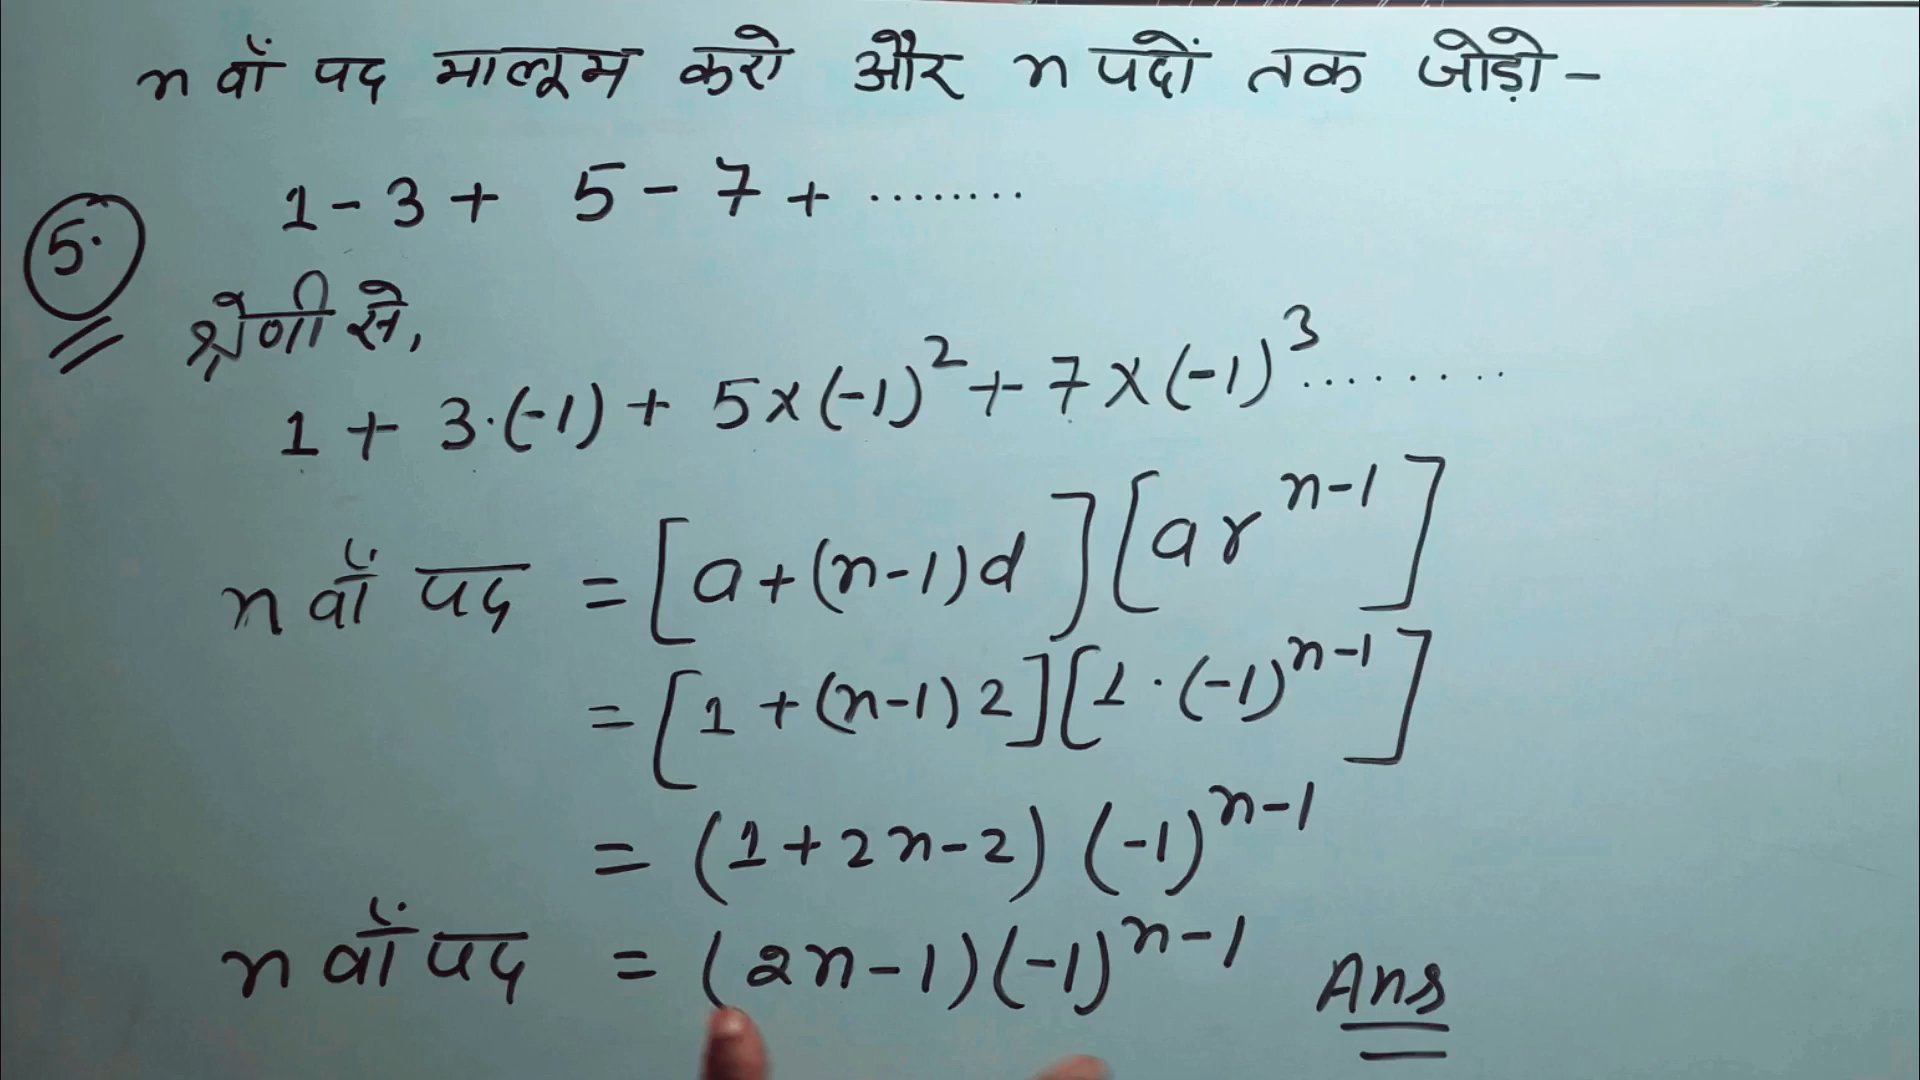 n वाँ पद मालूम करो और n पदों तक जोड़ो -
1 - 3 + 5 - 7 + ........
5.
श्रेणी से,
1 + 3·(-1) + 5×(-1)² + 7×(-1)³ ........
n वाँ पद = [a+(n-1)d][ar^{n-1}]
= [1+(n-1)2][1·(-1)^{n-1}]
= (1+2n-2)(-1)^{n-1}
n वाँ पद = (2n-1)(-1)^{n-1} Ans